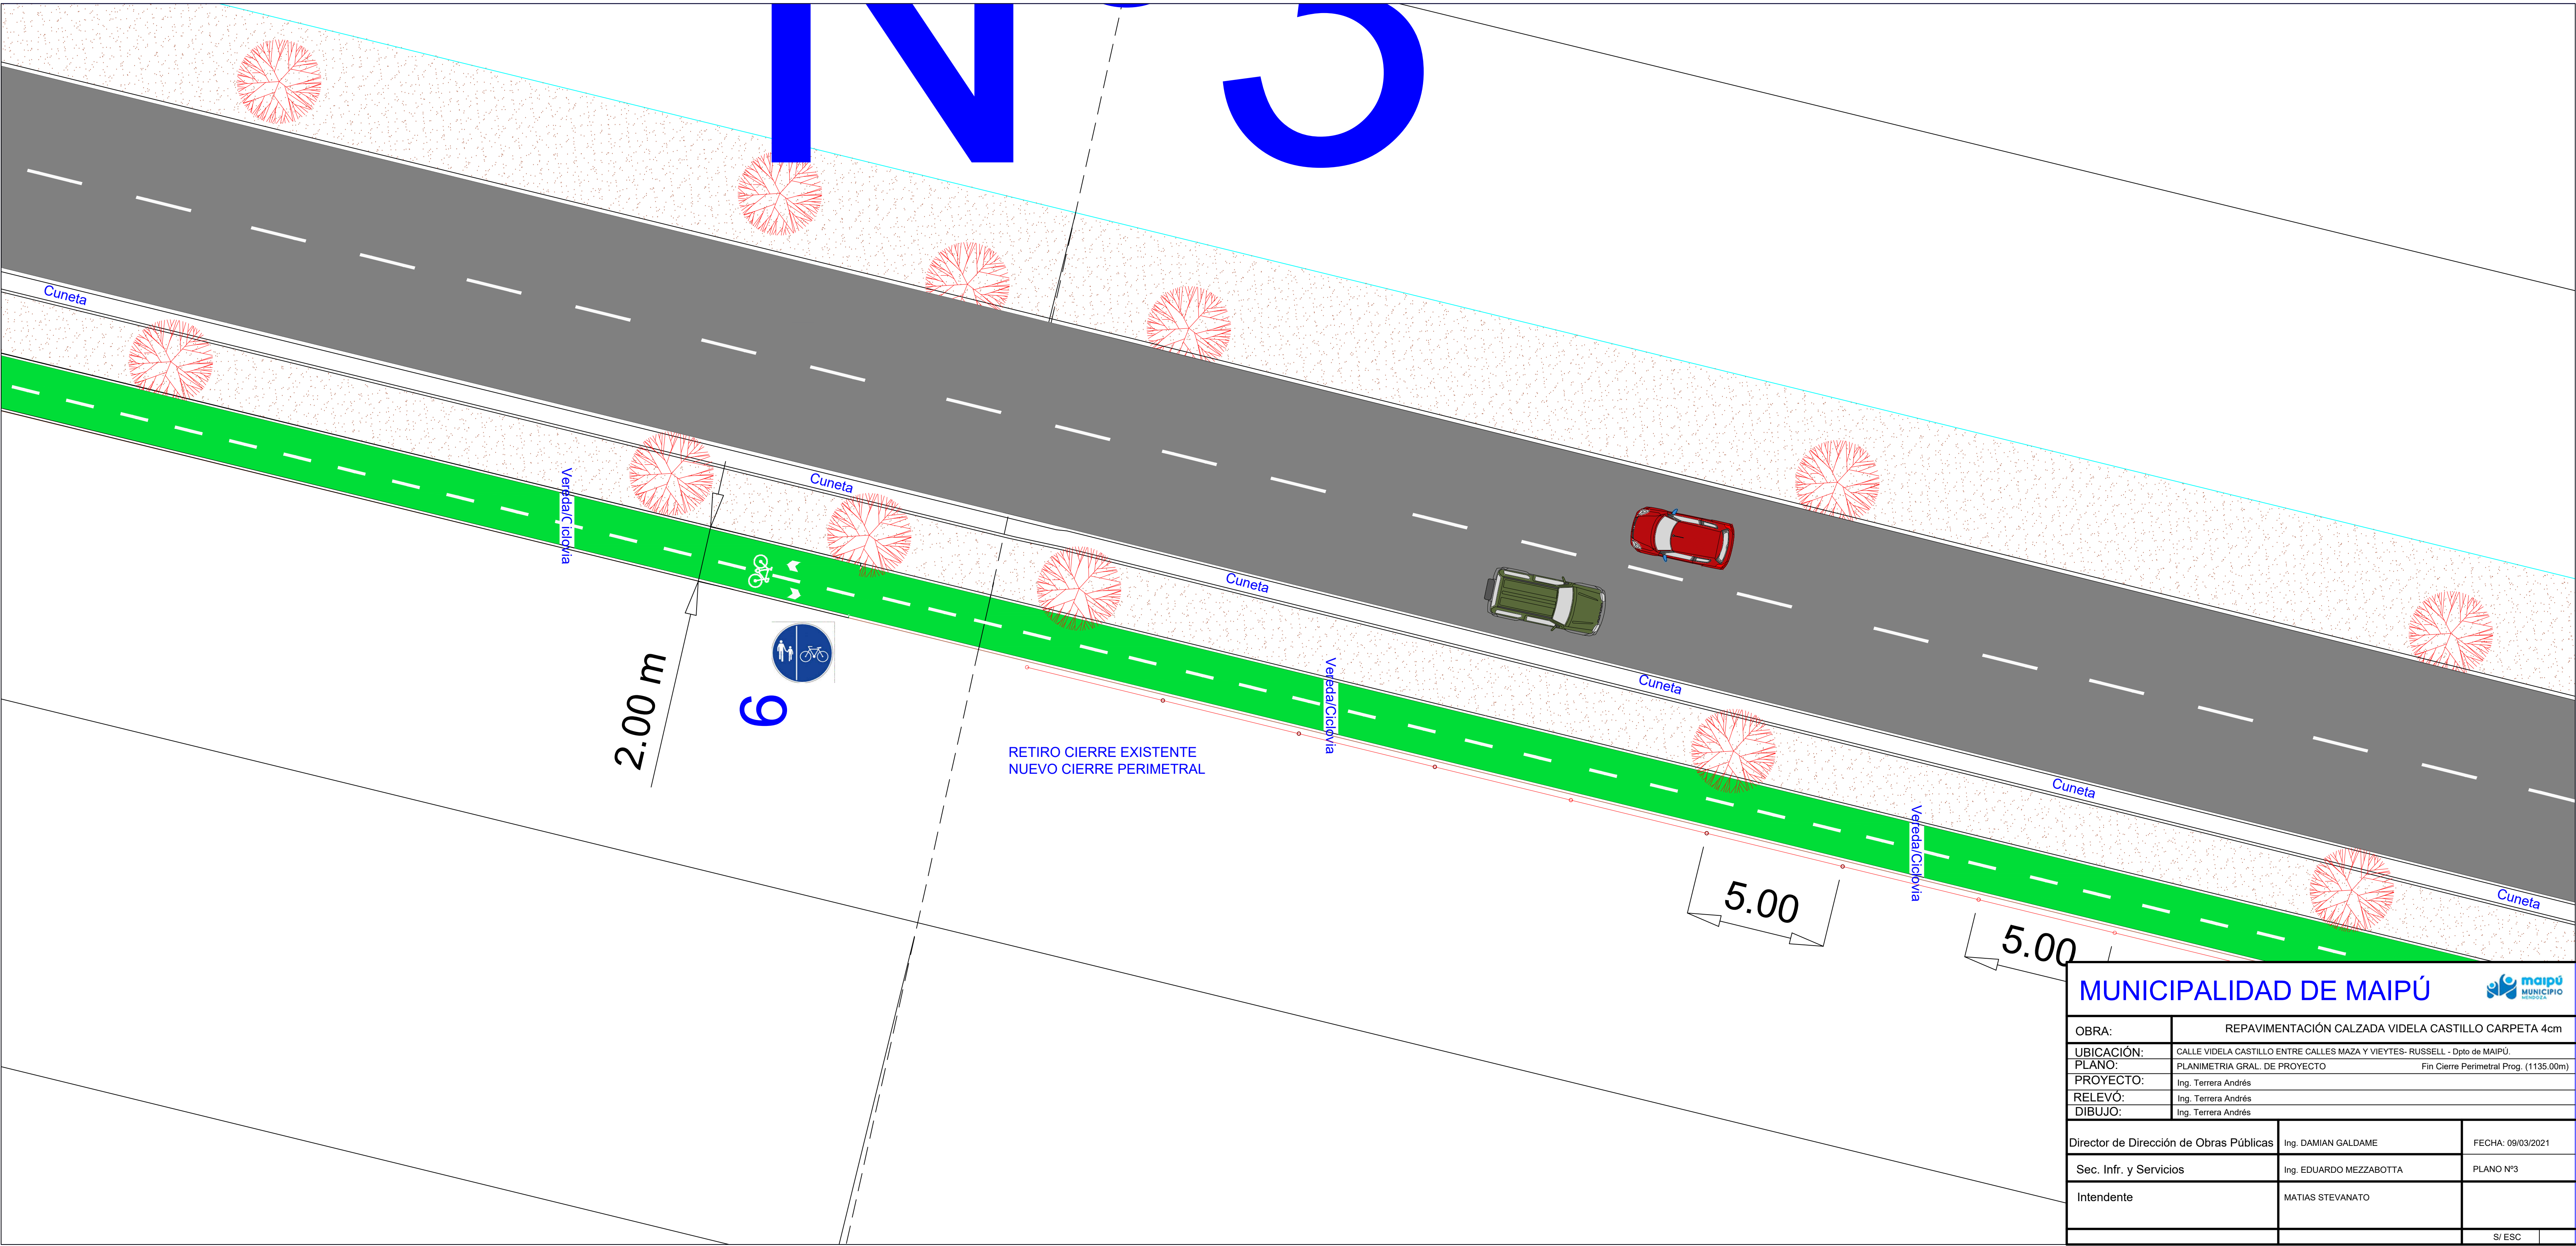 Nº3
Cuneta
Vereda/Ciclovia
Cuneta
2.00 m
6
Cuneta
Vereda/Ciclovia
RETIRO CIERRE EXISTENTE
NUEVO CIERRE PERIMETRAL
Cuneta
Vereda/Ciclovia
Cuneta
Cuneta
5.00
5.00
MUNICIPALIDAD DE MAIPÚ
maipú
MUNICIPIO
MENDOZA
OBRA: REPAVIMENTACIÓN CALZADA VIDELA CASTILLO CARPETA 4cm
UBICACIÓN: CALLE VIDELA CASTILLO ENTRE CALLES MAZA Y VIEYTES- RUSSELL - Dpto de MAIPÚ.
PLANO: PLANIMETRIA GRAL. DE PROYECTO Fin Cierre Perimetral Prog. (1135.00m)
PROYECTO: Ing. Terrera Andrés
RELEVÓ: Ing. Terrera Andrés
DIBUJO: Ing. Terrera Andrés
Director de Dirección de Obras Públicas Ing. DAMIAN GALDAME FECHA: 09/03/2021
Sec. Infr. y Servicios Ing. EDUARDO MEZZABOTTA PLANO Nº3
Intendente MATIAS STEVANATO
S/ ESC